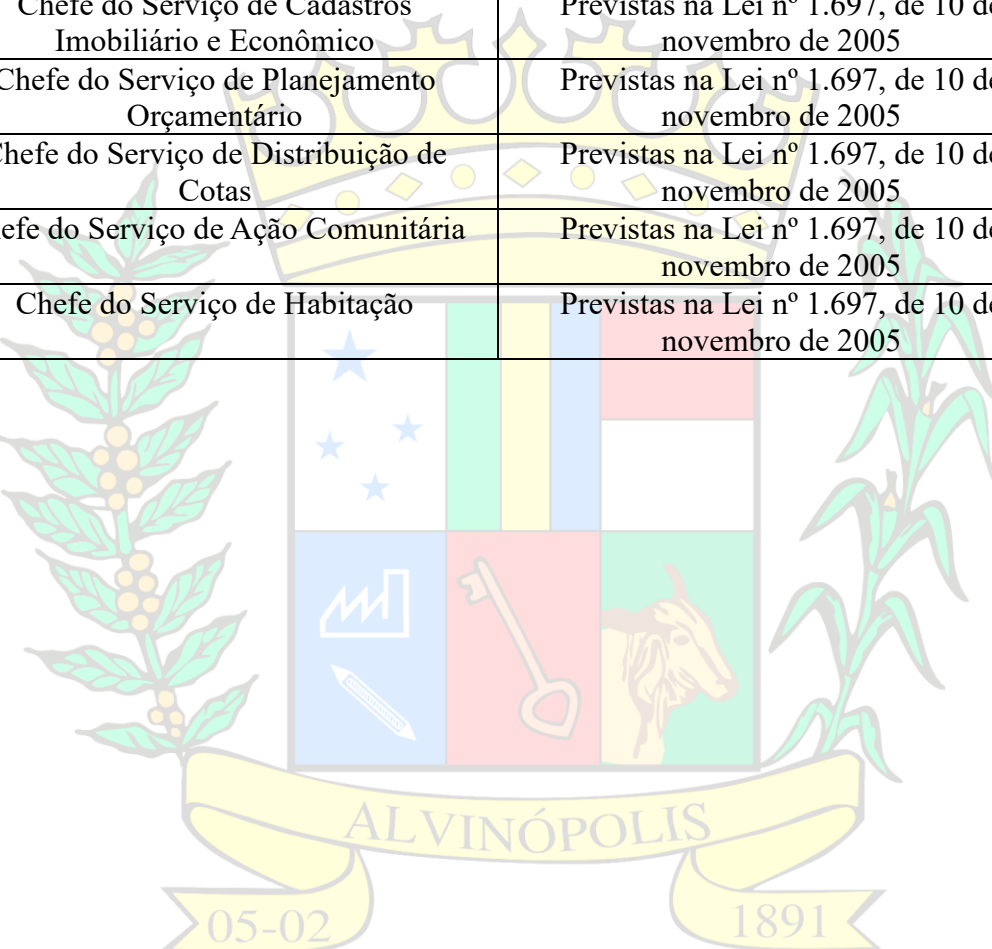 Chefe do Serviço de Cadastros
Imobiliário e Econômico
Previstas na Lei nº 1.697, de 10 de
novembro de 2005
Chefe do Serviço de Planejamento
Orçamentário
Previstas na Lei nº 1.697, de 10 de
novembro de 2005
Chefe do Serviço de Distribuição de
Cotas
Previstas na Lei nº 1.697, de 10 de
novembro de 2005
efe do Serviço de Ação Comunitária
Previstas na Lei nº 1.697, de 10 de
novembro de 2005
Chefe do Serviço de Habitação
Previstas na Lei nº 1.697, de 10 de
novembro de 2005
ALVINÓPOLIS
05-02
1891